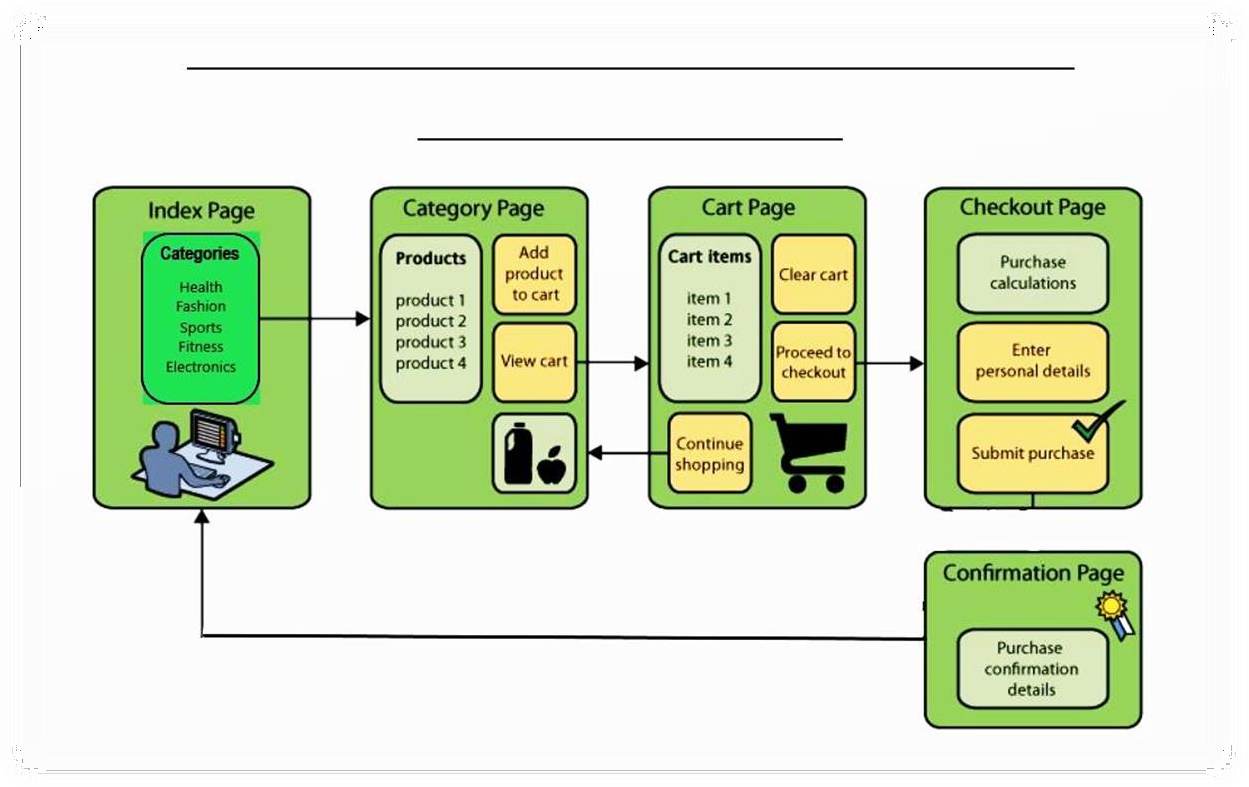 Index Page
Categories
Health
Fashion
Sports
Fitness
Electronics
Category Page
Products
product 1
product 2
product 3
product 4
Add
product
to cart
View cart
Cart Page
Cart items
item 1
item 2
item 3
item 4
Clear cart
Proceed to
checkout
Continue
shopping
Checkout Page
Purchase
calculations
Enter
personal details
Submit purchase
Confirmation Page
Purchase
confirmation
details